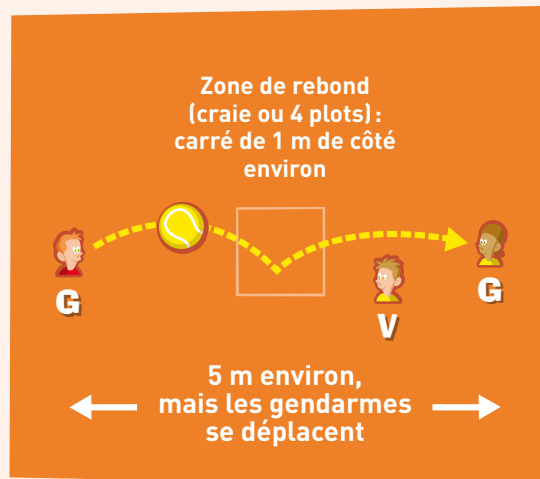 Zone de rebond
(craie ou 4 plots) :
carré de 1 m de côté
environ
G
V
G
5 m environ,
mais les gendarmes
se déplacent